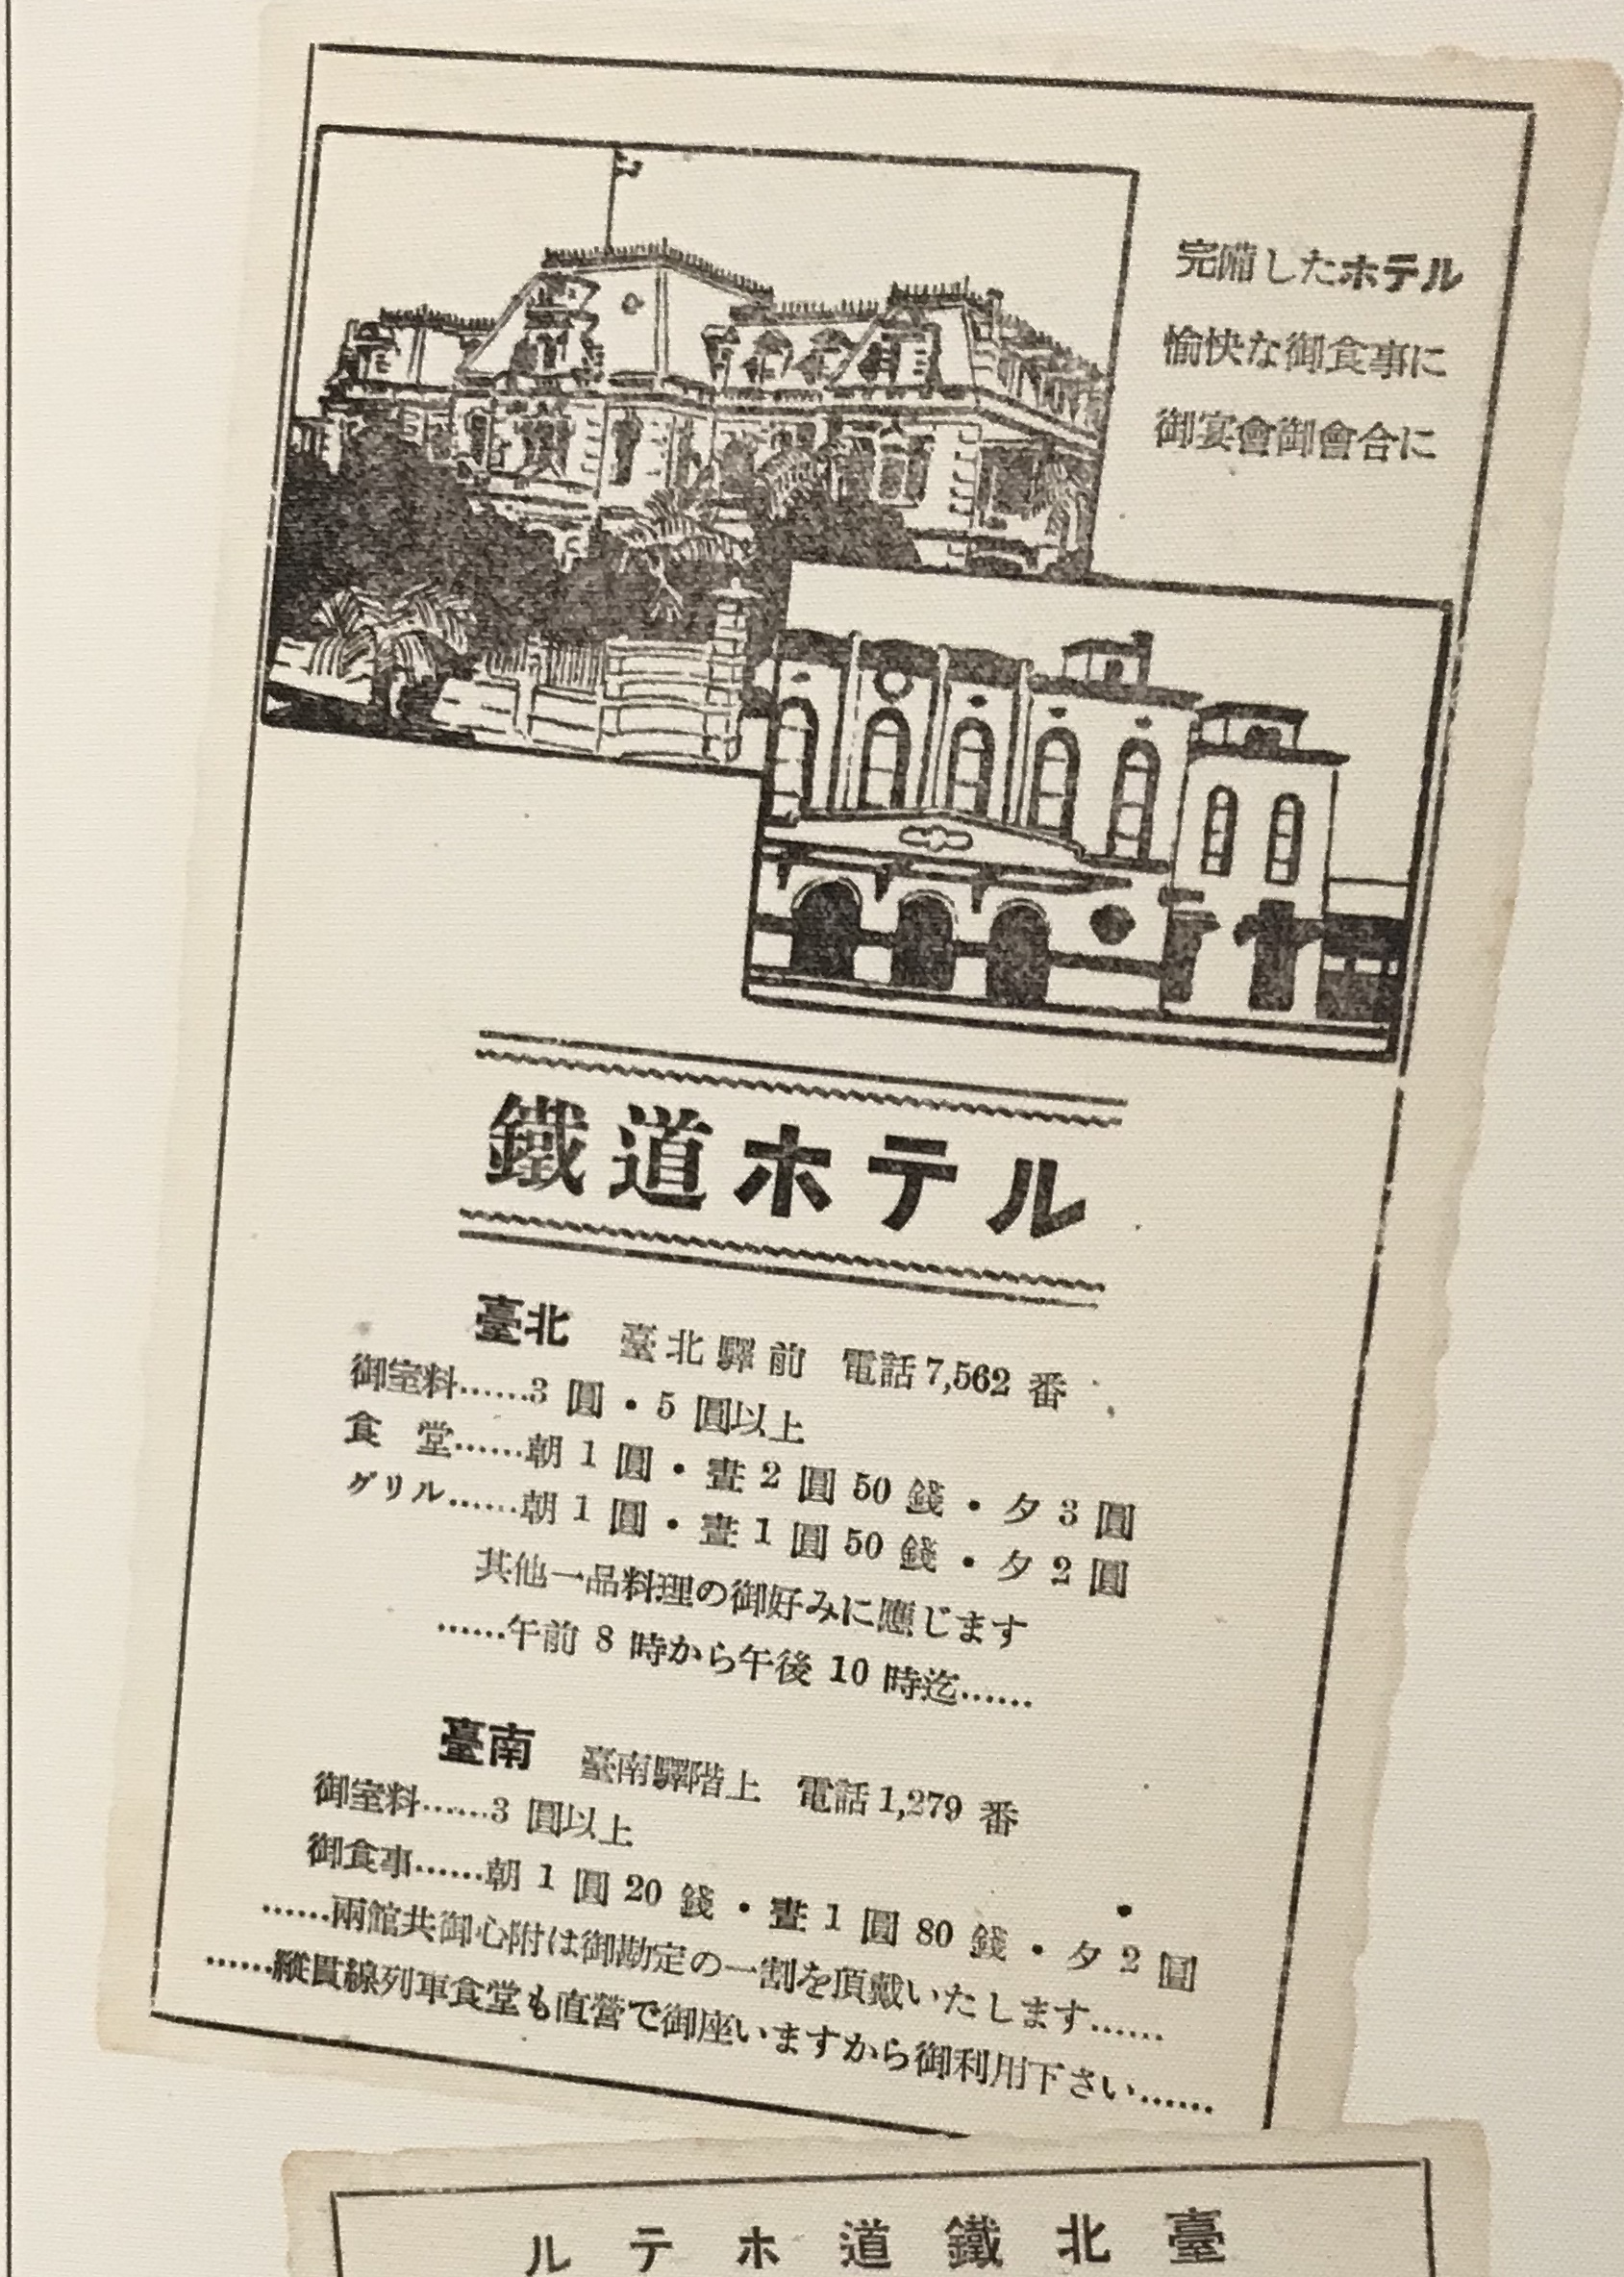 完備したホテル
愉快な御食事に
御宴會御會合に
鐵道ホテル
臺北 臺北驛前 電話7,562番
御室料……3圓・5圓以上
食堂……朝1圓・晝2圓50錢・夕3圓
グリル……朝1圓・晝1圓50錢・夕2圓
其他一品料理の御好みに應じます
……午前8時から午後10時迄……
臺南 臺南驛階上 電話1,279番
御室料……3圓以上
御食事……朝1圓20錢・晝1圓80錢・夕2圓
……兩館共御心附は御勘定の一割を頂戴いたします……
……縱貫線列車食堂も直營で御座いますから御利用下さい……
ルテホ道鐵北臺